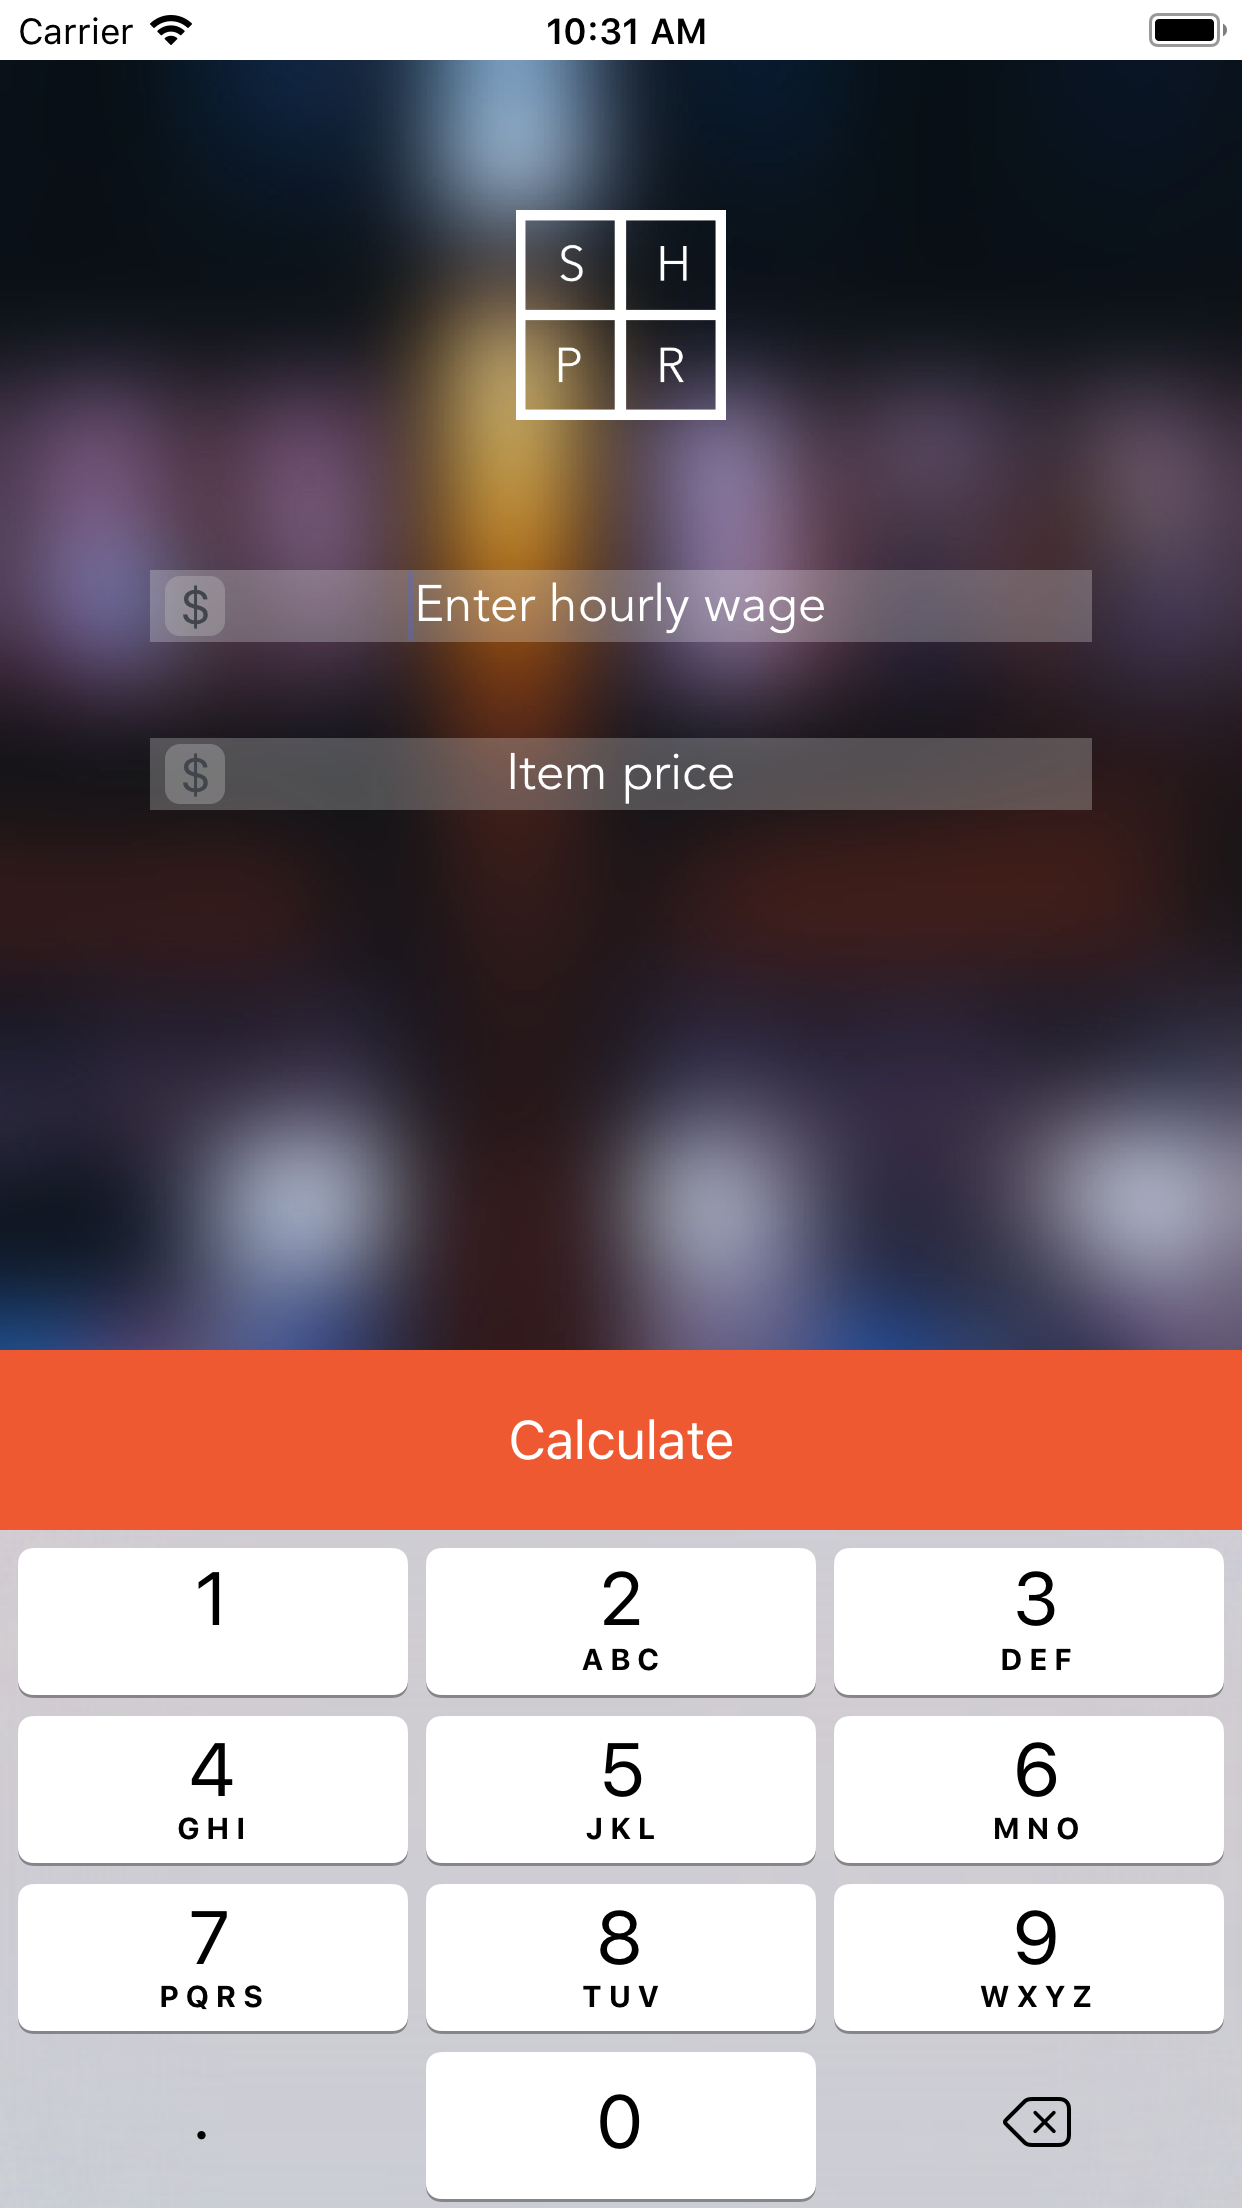 Carrier 10:31 AM
S H
P R
$ Enter hourly wage
$ Item price
Calculate
1 2 3
ABC DEF
4 5 6
GHI JKL MNO
7 8 9
PQRS TUV WXYZ
. 0